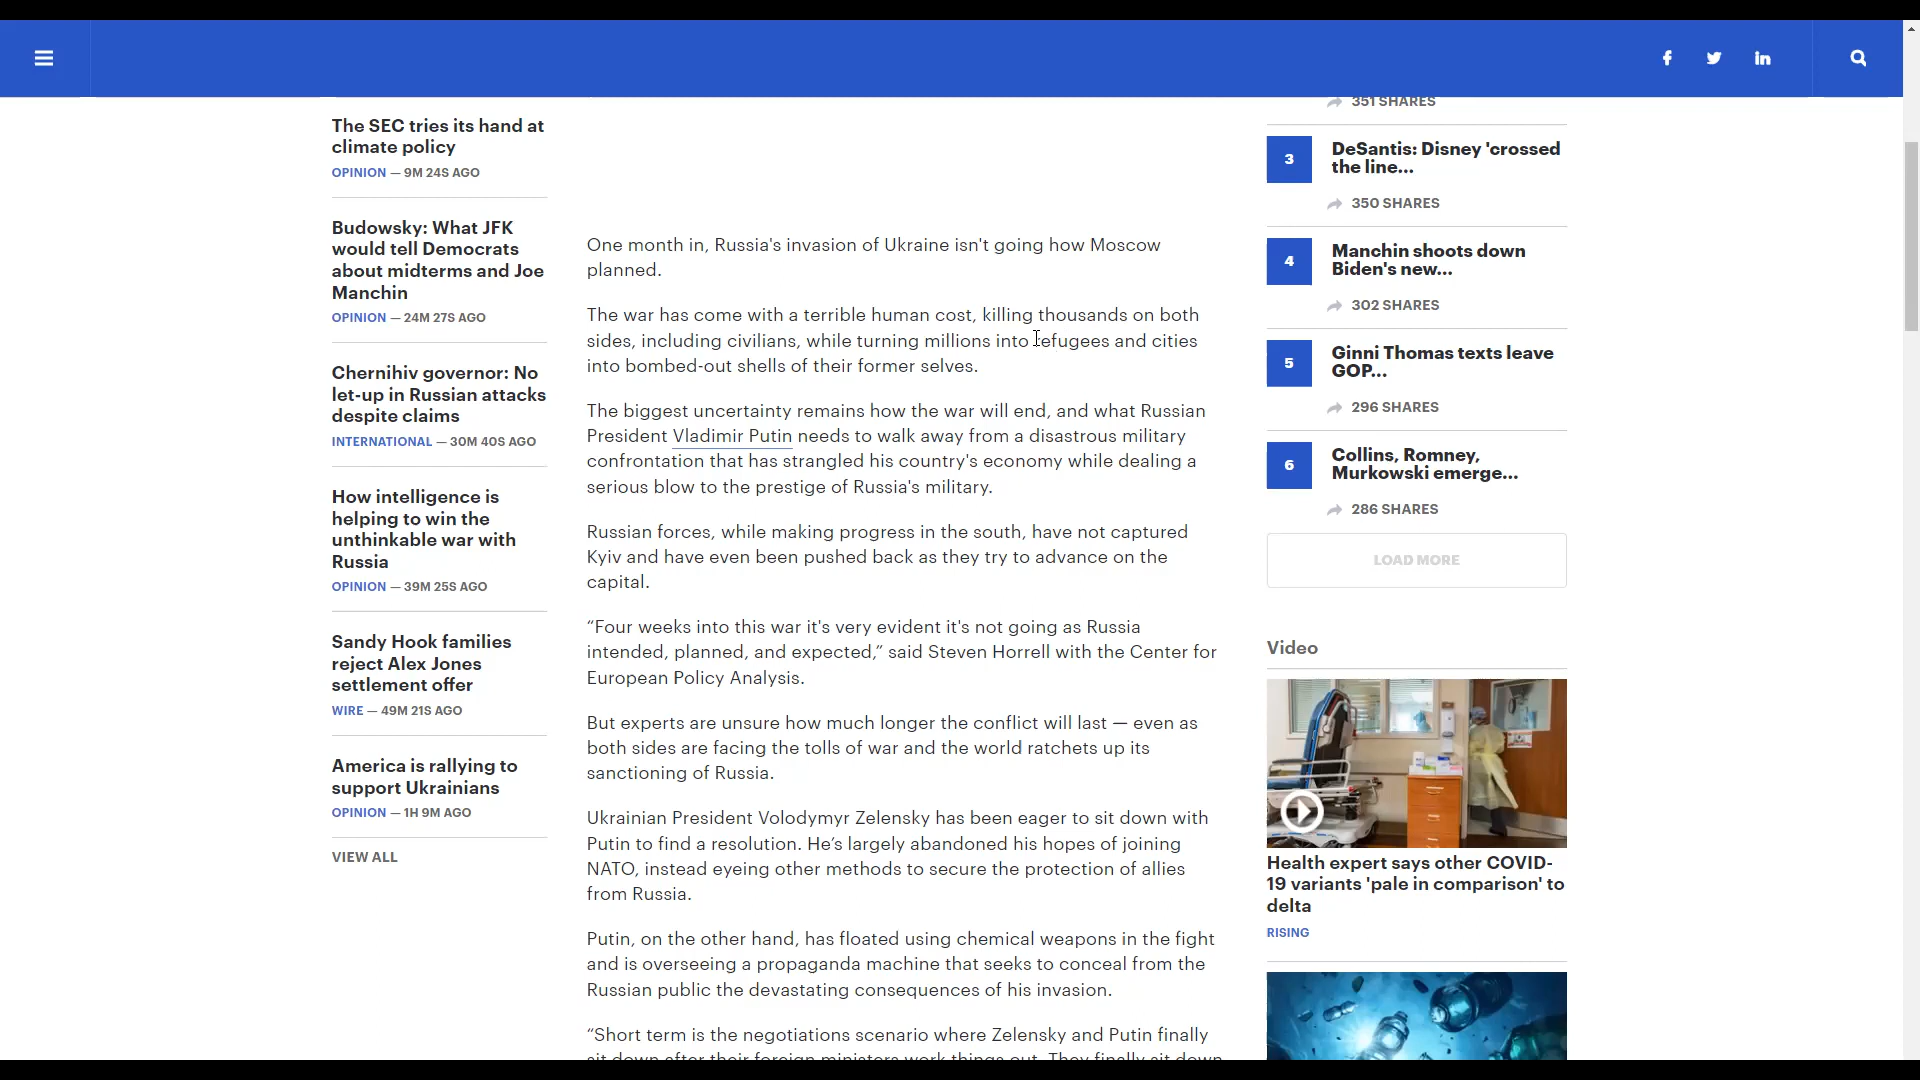 The SEC tries its hand at
climate policy
OPINION — 9M 24S AGO
Budowsky: What JFK
would tell Democrats
about midterms and Joe
Manchin
OPINION — 24M 27S AGO
Chernihiv governor: No
let-up in Russian attacks
despite claims
INTERNATIONAL — 30M 40S AGO
How intelligence is
helping to win the
unthinkable war with
Russia
OPINION — 39M 25S AGO
Sandy Hook families
reject Alex Jones
settlement offer
WIRE — 49M 21S AGO
America is rallying to
support Ukrainians
OPINION — 1H 9M AGO
VIEW ALL
One month in, Russia's invasion of Ukraine isn't going how Moscow
planned.
The war has come with a terrible human cost, killing thousands on both
sides, including civilians, while turning millions into refugees and cities
into bombed-out shells of their former selves.
The biggest uncertainty remains how the war will end, and what Russian
President Vladimir Putin needs to walk away from a disastrous military
confrontation that has strangled his country's economy while dealing a
serious blow to the prestige of Russia's military.
Russian forces, while making progress in the south, have not captured
Kyiv and have even been pushed back as they try to advance on the
capital.
“Four weeks into this war it's very evident it's not going as Russia
intended, planned, and expected,” said Steven Horrell with the Center for
European Policy Analysis.
But experts are unsure how much longer the conflict will last — even as
both sides are facing the tolls of war and the world ratchets up its
sanctioning of Russia.
Ukrainian President Volodymyr Zelensky has been eager to sit down with
Putin to find a resolution. He’s largely abandoned his hopes of joining
NATO, instead eyeing other methods to secure the protection of allies
from Russia.
Putin, on the other hand, has floated using chemical weapons in the fight
and is overseeing a propaganda machine that seeks to conceal from the
Russian public the devastating consequences of his invasion.
“Short term is the negotiations scenario where Zelensky and Putin finally
sit down after their foreign ministers work things out. They finally sit down
351 SHARES
3
DeSantis: Disney 'crossed
the line...
350 SHARES
4
Manchin shoots down
Biden's new...
302 SHARES
5
Ginni Thomas texts leave
GOP...
296 SHARES
6
Collins, Romney,
Murkowski emerge...
286 SHARES
LOAD MORE
Video
Health expert says other COVID-
19 variants 'pale in comparison' to
delta
RISING